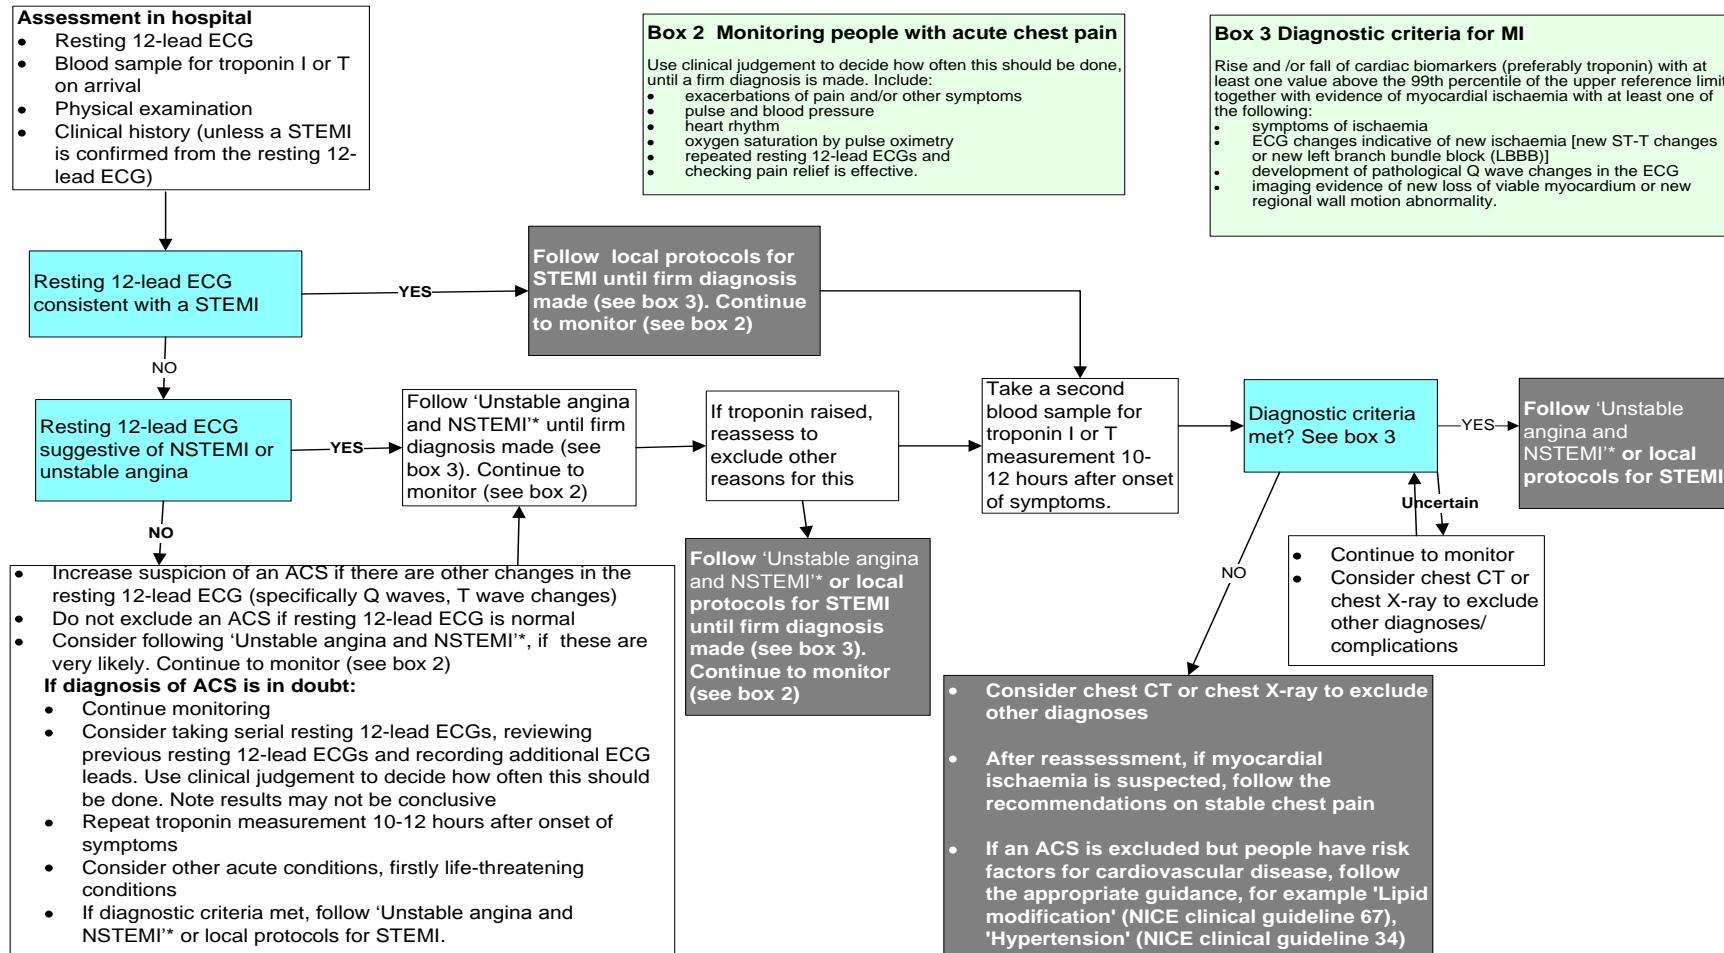 Assessment in hospital
• Resting 12-lead ECG
• Blood sample for troponin I or T
on arrival
• Physical examination
• Clinical history (unless a STEMI
is confirmed from the resting 12-
lead ECG)
Box 2 Monitoring people with acute chest pain
Use clinical judgement to decide how often this should be done,
until a firm diagnosis is made. Include:
• exacerbations of pain and/or other symptoms
• pulse and blood pressure
• heart rhythm
• oxygen saturation by pulse oximetry
• repeated resting 12-lead ECGs and
• checking pain relief is effective.
Box 3 Diagnostic criteria for MI
Rise and /or fall of cardiac biomarkers (preferably troponin) with at
least one value above the 99th percentile of the upper reference limit
together with evidence of myocardial ischaemia with at least one of
the following:
• symptoms of ischaemia
• ECG changes indicative of new ischaemia [new ST-T changes
or new left branch bundle block (LBBB)]
• development of pathological Q wave changes in the ECG
• imaging evidence of new loss of viable myocardium or new
regional wall motion abnormality.
Resting 12-lead ECG
consistent with a STEMI
YES
Follow local protocols for
STEMI until firm diagnosis
made (see box 3). Continue
to monitor (see box 2)
NO
Resting 12-lead ECG
suggestive of NSTEMI or
unstable angina
YES
Follow ‘Unstable angina
and NSTEMI’* until firm
diagnosis made (see
box 3). Continue to
monitor (see box 2)
If troponin raised,
reassess to
exclude other
reasons for this
Take a second
blood sample for
troponin I or T
measurement 10-
12 hours after onset
of symptoms.
Diagnostic criteria
met? See box 3
YES
Follow ‘Unstable
angina and
NSTEMI’* or local
protocols for STEMI
NO
Uncertain
NO
• Continue to monitor
• Consider chest CT or
chest X-ray to exclude
other diagnoses/
complications
Follow ‘Unstable angina
and NSTEMI’* or local
protocols for STEMI
until firm diagnosis
made (see box 3).
Continue to monitor
(see box 2)
• Increase suspicion of an ACS if there are other changes in the
resting 12-lead ECG (specifically Q waves, T wave changes)
• Do not exclude an ACS if resting 12-lead ECG is normal
• Consider following ‘Unstable angina and NSTEMI’*, if these are
very likely. Continue to monitor (see box 2)
If diagnosis of ACS is in doubt:
• Continue monitoring
• Consider taking serial resting 12-lead ECGs, reviewing
previous resting 12-lead ECGs and recording additional ECG
leads. Use clinical judgement to decide how often this should
be done. Note results may not be conclusive
• Repeat troponin measurement 10-12 hours after onset of
symptoms
• Consider other acute conditions, firstly life-threatening
conditions
• If diagnostic criteria met, follow ‘Unstable angina and
NSTEMI’* or local protocols for STEMI.
• Consider chest CT or chest X-ray to exclude
other diagnoses
• After reassessment, if myocardial
ischaemia is suspected, follow the
recommendations on stable chest pain
• If an ACS is excluded but people have risk
factors for cardiovascular disease, follow
the appropriate guidance, for example 'Lipid
modification' (NICE clinical guideline 67),
'Hypertension' (NICE clinical guideline 34)